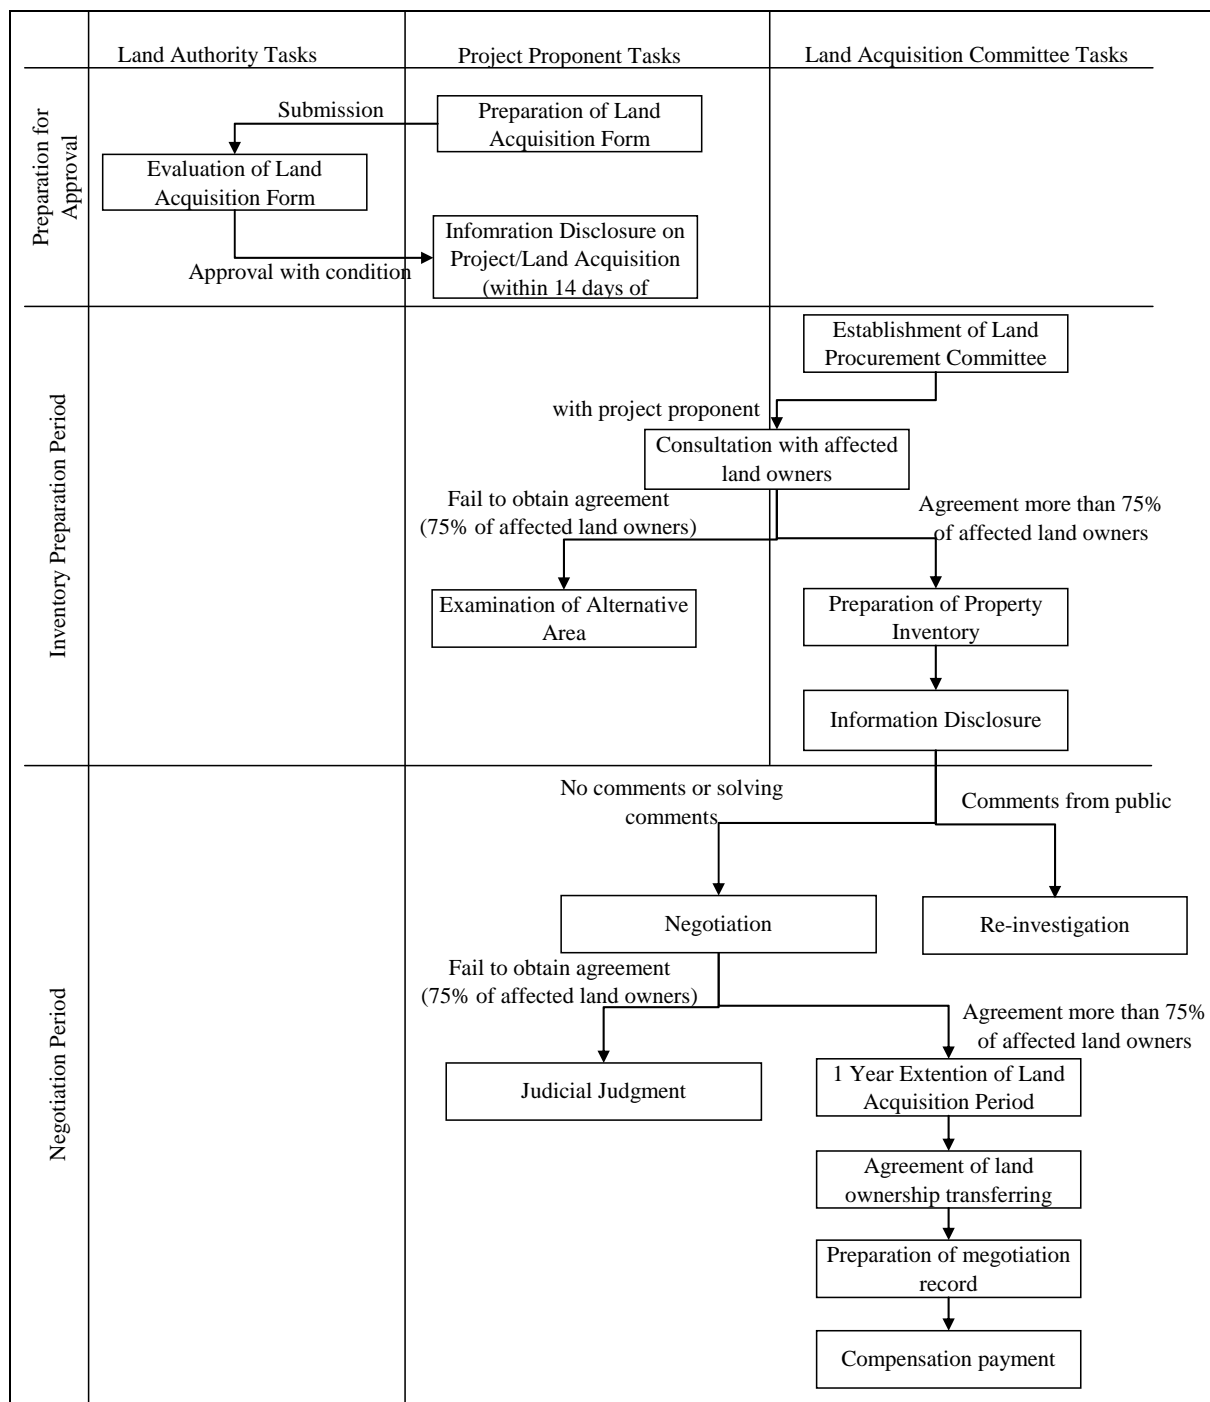 Land Authority Tasks
Project Proponent Tasks
Land Acquisition Committee Tasks
Preparation for
Approval
Submission
Preparation of Land
Acquisition Form
Evaluation of Land
Acquisition Form
Approval with condition
Infomration Disclosure on
Project/Land Acquisition
(within 14 days of
Inventory Preparation Period
Establishment of Land
Procurement Committee
with project proponent
Consultation with affected
land owners
Fail to obtain agreement
(75% of affected land owners)
Agreement more than 75%
of affected land owners
Examination of Alternative
Area
Preparation of Property
Inventory
Information Disclosure
Negotiation Period
No comments or solving
comments
Comments from public
Negotiation
Re-investigation
Fail to obtain agreement
(75% of affected land owners)
Agreement more than 75%
of affected land owners
Judicial Judgment
1 Year Extention of Land
Acquisition Period
Agreement of land
ownership transferring
Preparation of megotiation
record
Compensation payment